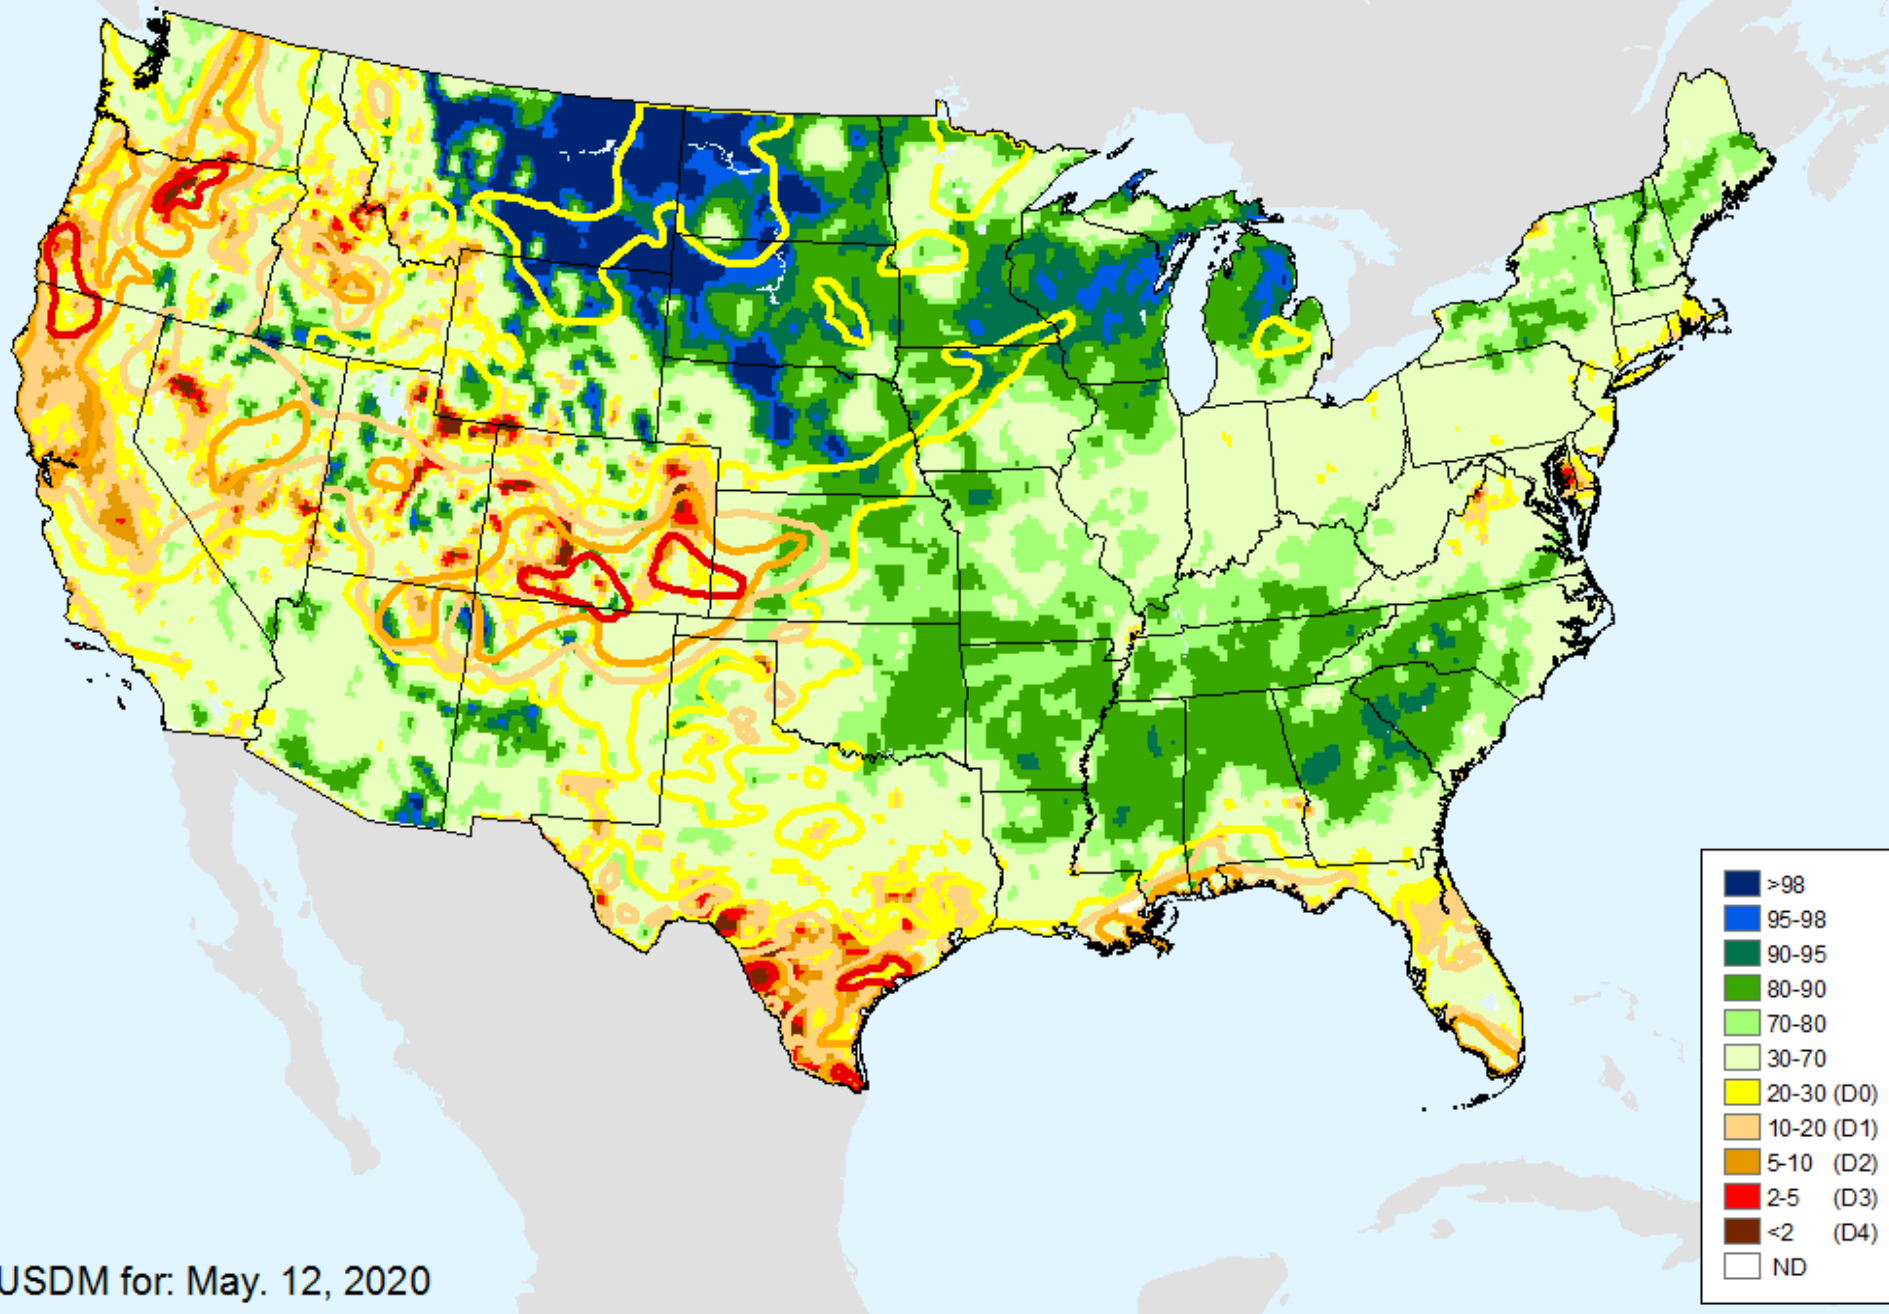 >98
95-98
90-95
80-90
70-80
30-70
20-30 (D0)
10-20 (D1)
5-10 (D2)
2-5 (D3)
<2 (D4)
ND
USDM for: May. 12, 2020